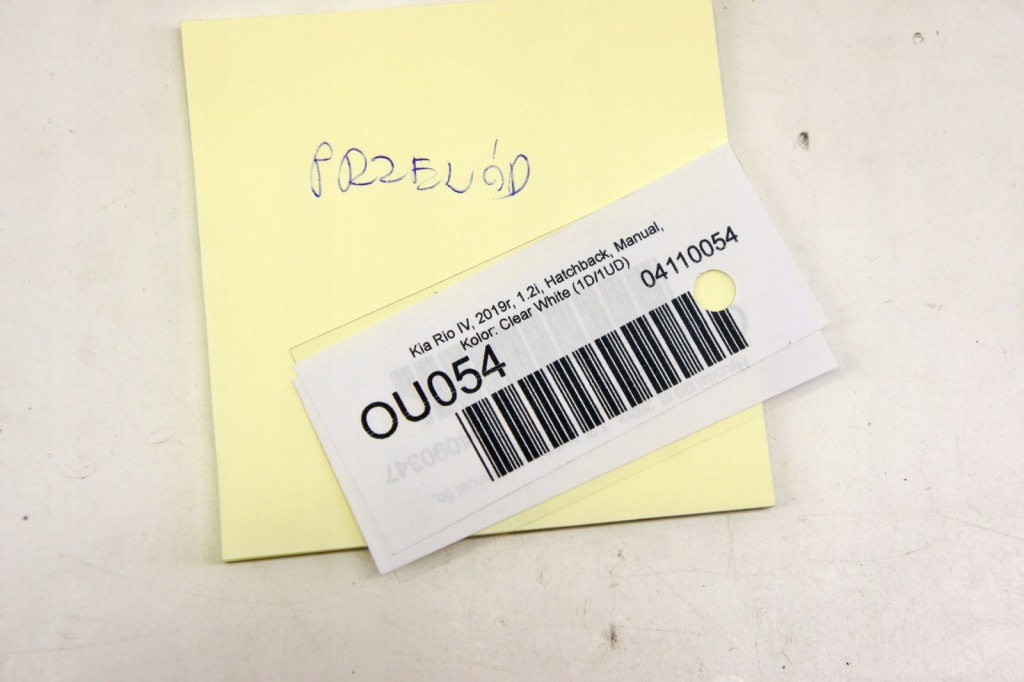 PRZEWÓD
Kia Rio IV, 2019r, 1.2i, Hatchback, Manual,
Kolor: Clear White (1D/1UD)
04110054
OU054